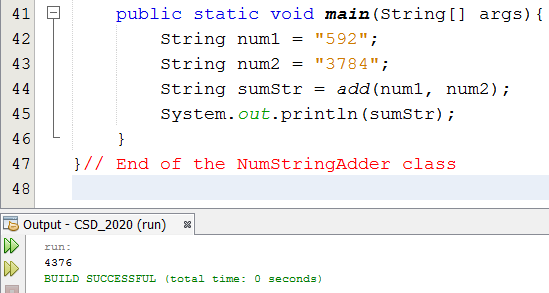 41 public static void main(String[] args){
42 String num1 = "592";
43 String num2 = "3784";
44 String sumStr = add(num1, num2);
45 System.out.println(sumStr);
46 }
47 }// End of the NumStringAdder class
48
Output - CSD_2020 (run)
run:
4376
BUILD SUCCESSFUL (total time: 0 seconds)